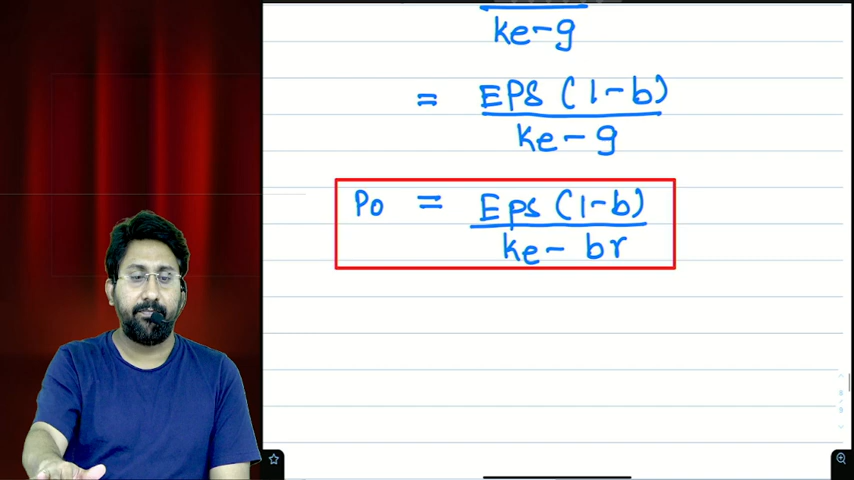 ke-g
= EPS (1-b)
ke-g
Po = Eps (1-b)
ke- br